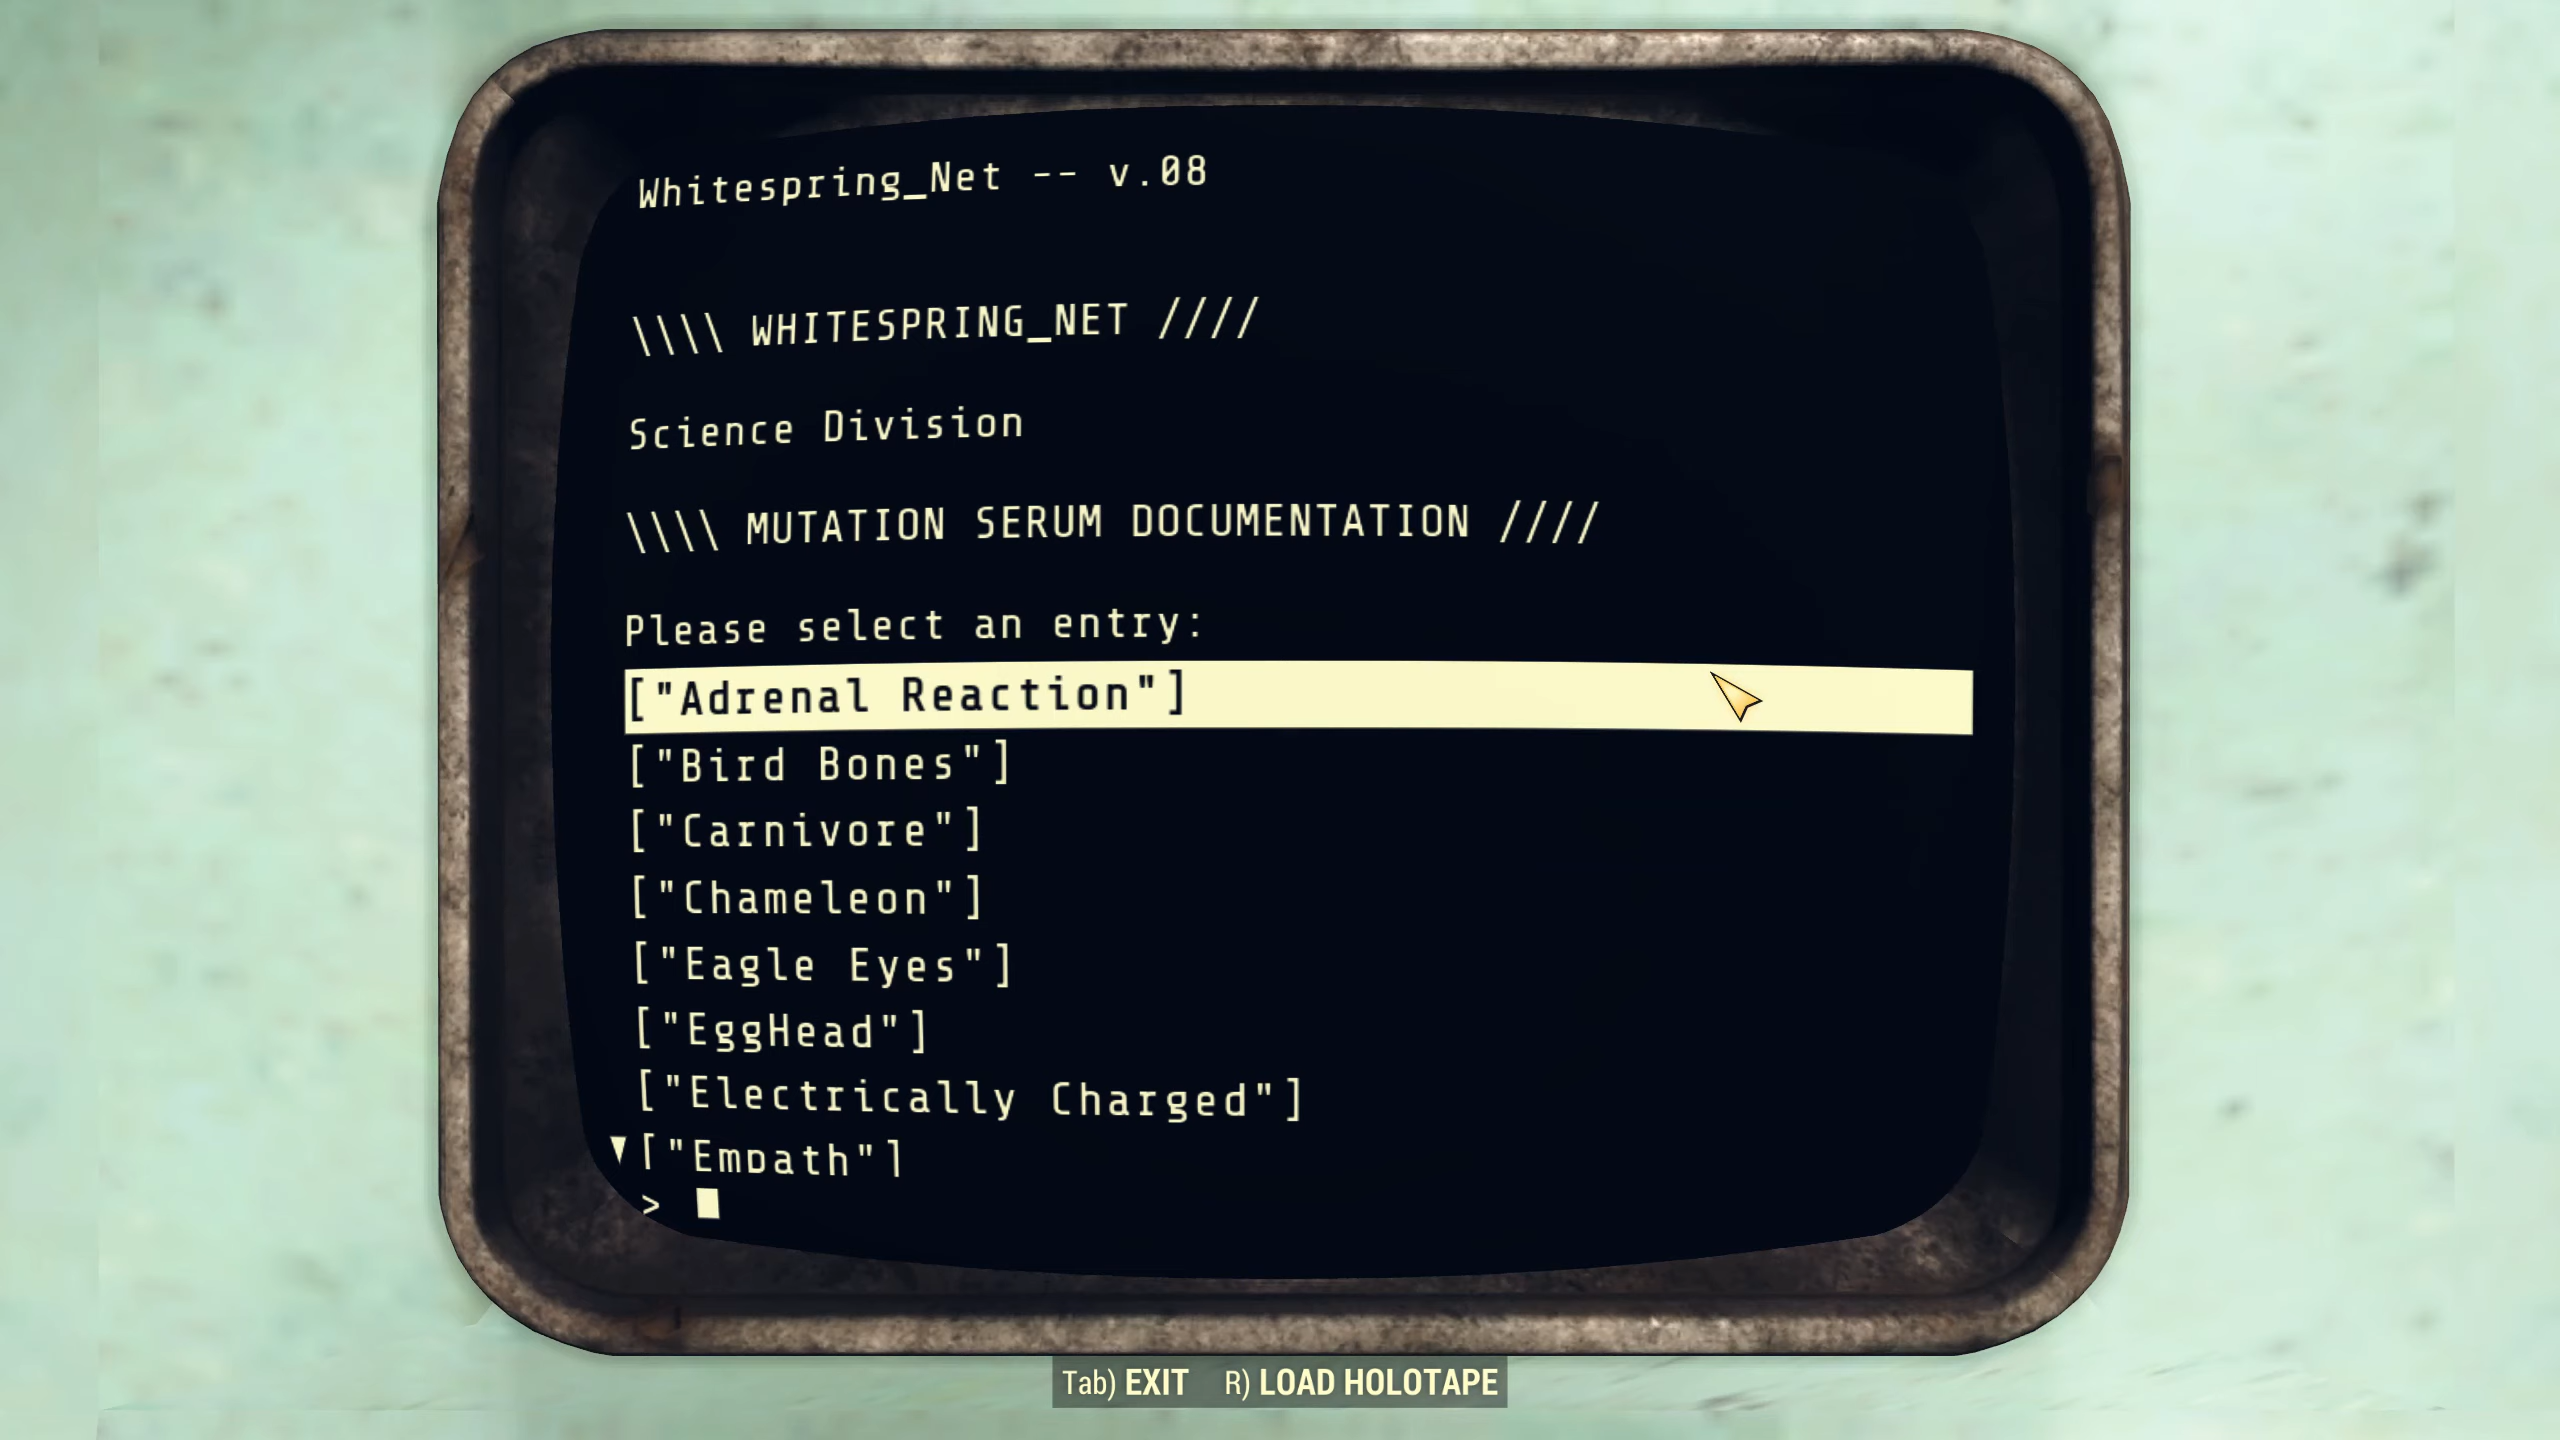 Whitespring_Net -- v.08
\\\\ WHITESPRING_NET ////
Science Division
\\\\ MUTATION SERUM DOCUMENTATION ////
Please select an entry:
["Adrenal Reaction"]
["Bird Bones"]
["Carnivore"]
["Chameleon"]
["Eagle Eyes"]
["EggHead"]
["Electrically Charged"]
["Empath"]
>
Tab) EXIT R) LOAD HOLOTAPE